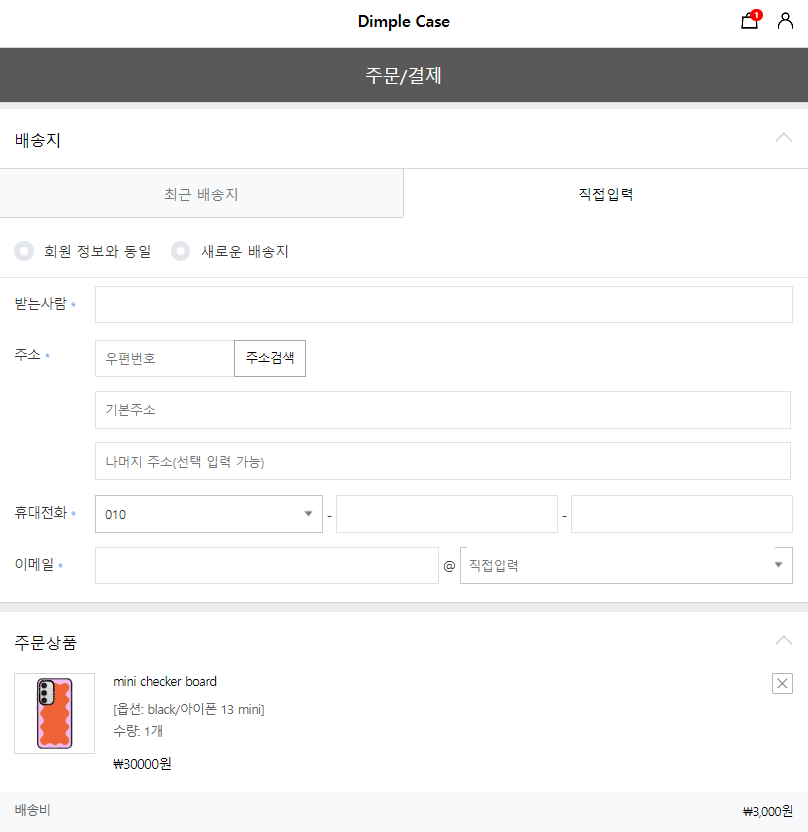 Dimple Case
1
주문/결제
배송지
최근 배송지
직접입력
회원 정보와 동일 새로운 배송지
받는사람 *
주소 * 우편번호 주소검색
기본주소
나머지 주소(선택 입력 가능)
휴대전화 * 010 - -
이메일 * @ 직접입력
주문상품
mini checker board
[옵션: black/아이폰 13 mini]
수량: 1개
₩30000원
배송비 ₩3,000원